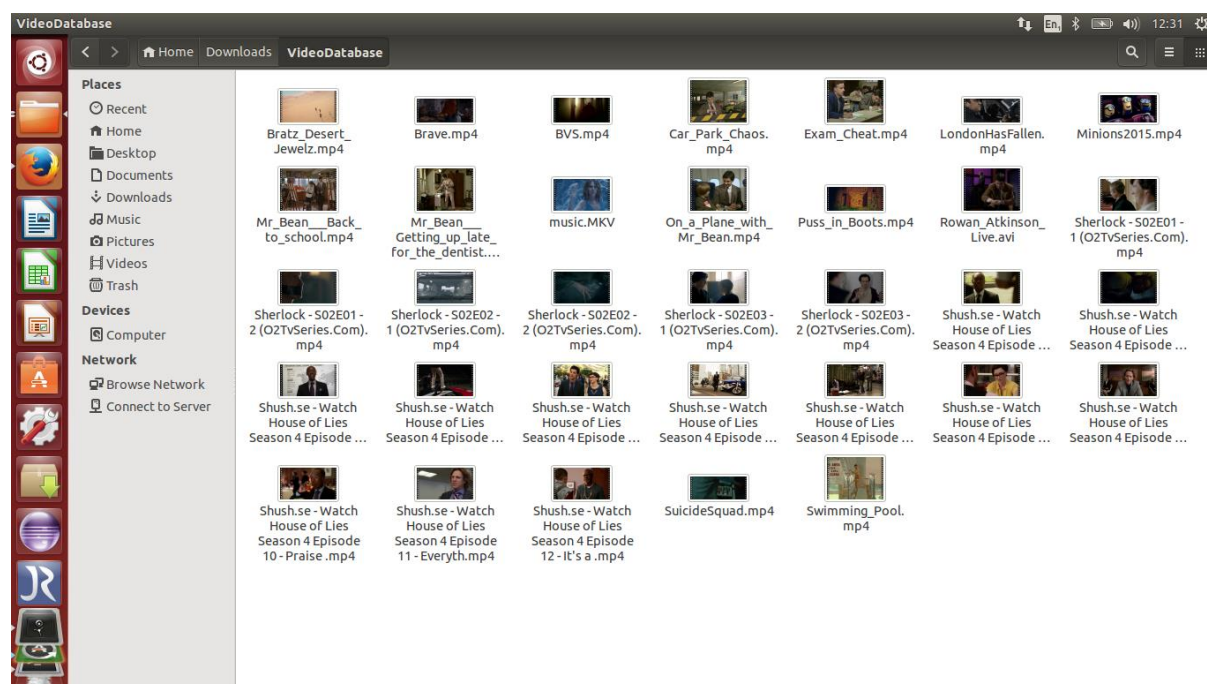 VideoDatabase
En
12:31
Home Downloads VideoDatabase
Places
Recent
Home
Desktop
Documents
Downloads
Music
Pictures
Videos
Trash
Devices
Computer
Network
Browse Network
Connect to Server
Bratz_Desert_
Jewelz.mp4
Brave.mp4
BVS.mp4
Car_Park_Chaos.
mp4
Exam_Cheat.mp4
LondonHasFallen.
mp4
Minions2015.mp4
Mr_Bean___Back_
to_school.mp4
Mr_Bean___
Getting_up_late_
for_the_dentist....
music.MKV
On_a_Plane_with_
Mr_Bean.mp4
Puss_in_Boots.mp4
Rowan_Atkinson_
Live.avi
Sherlock - S02E01 -
1 (O2TvSeries.Com).
mp4
Sherlock - S02E01 -
2 (O2TvSeries.Com).
mp4
Sherlock - S02E02 -
1 (O2TvSeries.Com).
mp4
Sherlock - S02E02 -
2 (O2TvSeries.Com).
mp4
Sherlock - S02E03 -
1 (O2TvSeries.Com).
mp4
Sherlock - S02E03 -
2 (O2TvSeries.Com).
mp4
Shush.se - Watch
House of Lies
Season 4 Episode ...
Shush.se - Watch
House of Lies
Season 4 Episode ...
Shush.se - Watch
House of Lies
Season 4 Episode ...
Shush.se - Watch
House of Lies
Season 4 Episode ...
Shush.se - Watch
House of Lies
Season 4 Episode ...
Shush.se - Watch
House of Lies
Season 4 Episode ...
Shush.se - Watch
House of Lies
Season 4 Episode ...
Shush.se - Watch
House of Lies
Season 4 Episode ...
Shush.se - Watch
House of Lies
Season 4 Episode ...
Shush.se - Watch
House of Lies
Season 4 Episode
10 - Praise .mp4
Shush.se - Watch
House of Lies
Season 4 Episode
11 - Everyth.mp4
Shush.se - Watch
House of Lies
Season 4 Episode
12 - It's a .mp4
SuicideSquad.mp4
Swimming_Pool.
mp4